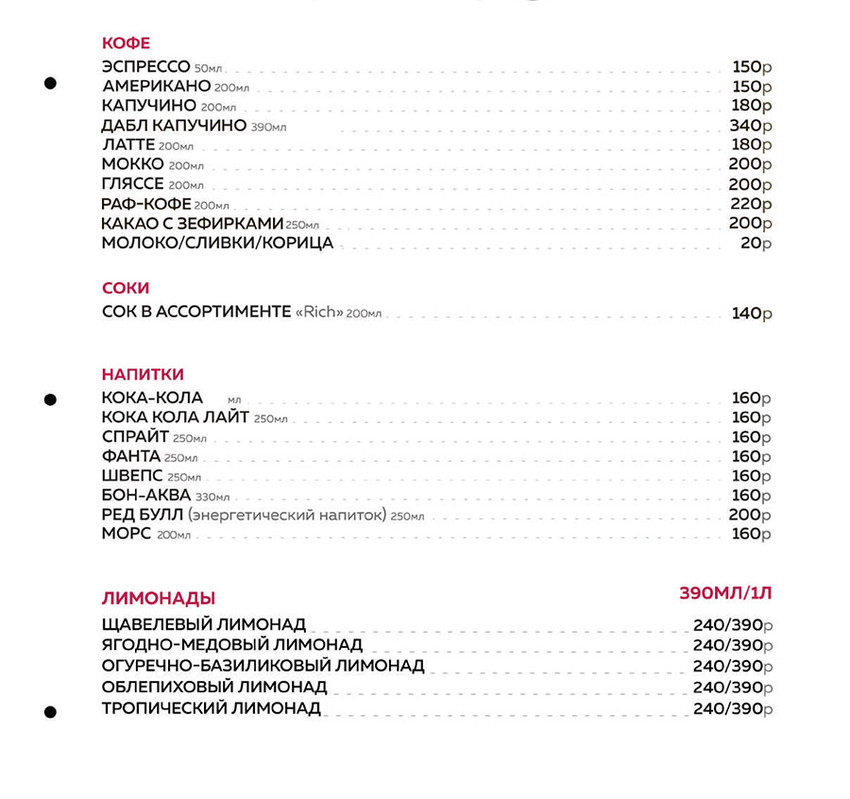 КОФЕ
ЭСПРЕССО 50мл 150р
АМЕРИКАНО 200мл 150р
КАПУЧИНО 200мл 180р
ДАБЛ КАПУЧИНО 390мл 340р
ЛАТТЕ 200мл 180р
МОККО 200мл 200р
ГЛЯССЕ 200мл 200р
РАФ-КОФЕ 200мл 220р
КАКАО С ЗЕФИРКАМИ 250мл 200р
МОЛОКО/СЛИВКИ/КОРИЦА 20р
СОКИ
СОК В АССОРТИМЕНТЕ «Rich» 200мл 140р
НАПИТКИ
КОКА-КОЛА мл 160р
КОКА КОЛА ЛАЙТ 250мл 160р
СПРАЙТ 250мл 160р
ФАНТА 250мл 160р
ШВЕПС 250мл 160р
БОН-АКВА 330мл 160р
РЕД БУЛЛ (энергетический напиток) 250мл 200р
МОРС 200мл 160р
ЛИМОНАДЫ 390МЛ/1Л
ЩАВЕЛЕВЫЙ ЛИМОНАД 240/390р
ЯГОДНО-МЕДОВЫЙ ЛИМОНАД 240/390р
ОГУРЕЧНО-БАЗИЛИКОВЫЙ ЛИМОНАД 240/390р
ОБЛЕПИХОВЫЙ ЛИМОНАД 240/390р
ТРОПИЧЕСКИЙ ЛИМОНАД 240/390р